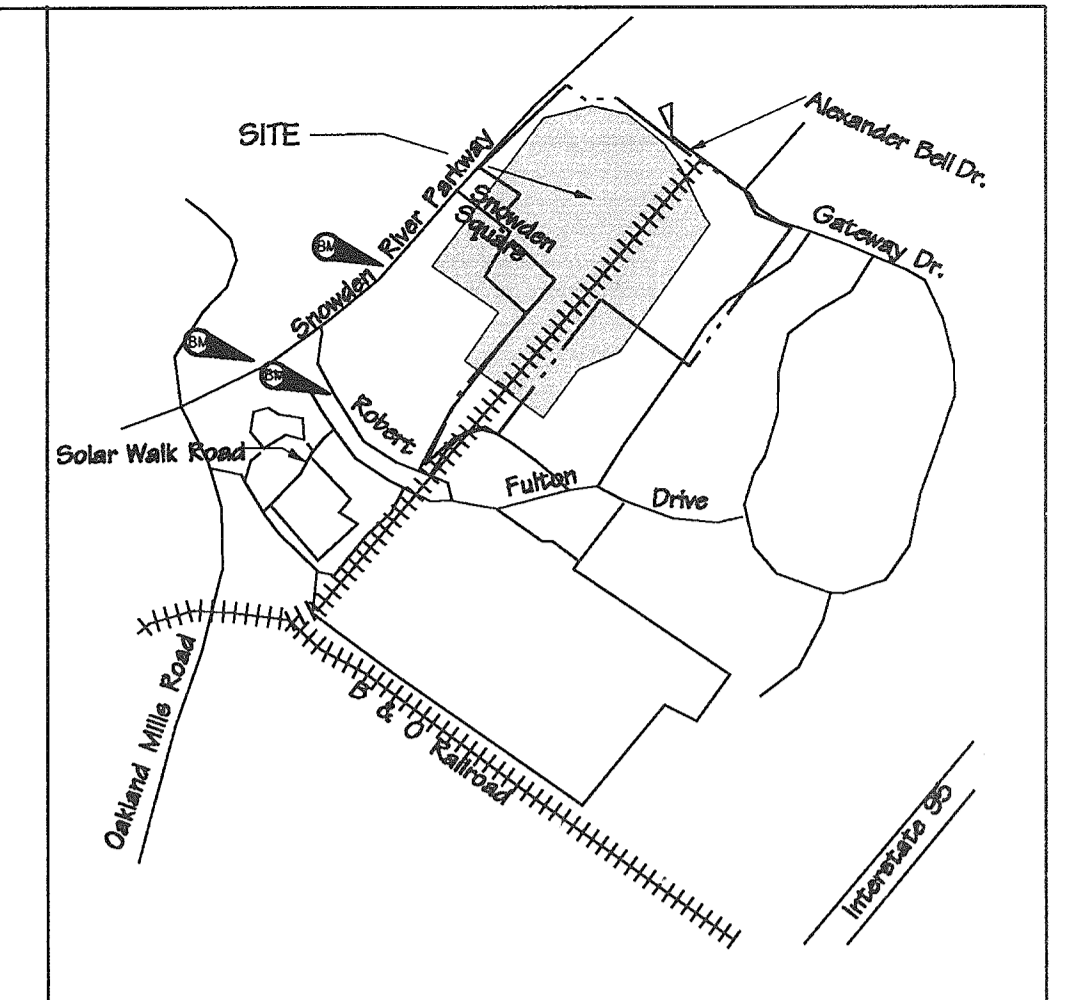 Alexander Bell Dr.
SITE
Snowden River Parkway
Snowden
Square
Gateway Dr.
BM
BM
BM
Robert Fulton Drive
Solar Walk Road
B & O Railroad
Oakland Mills Road
Interstate 95